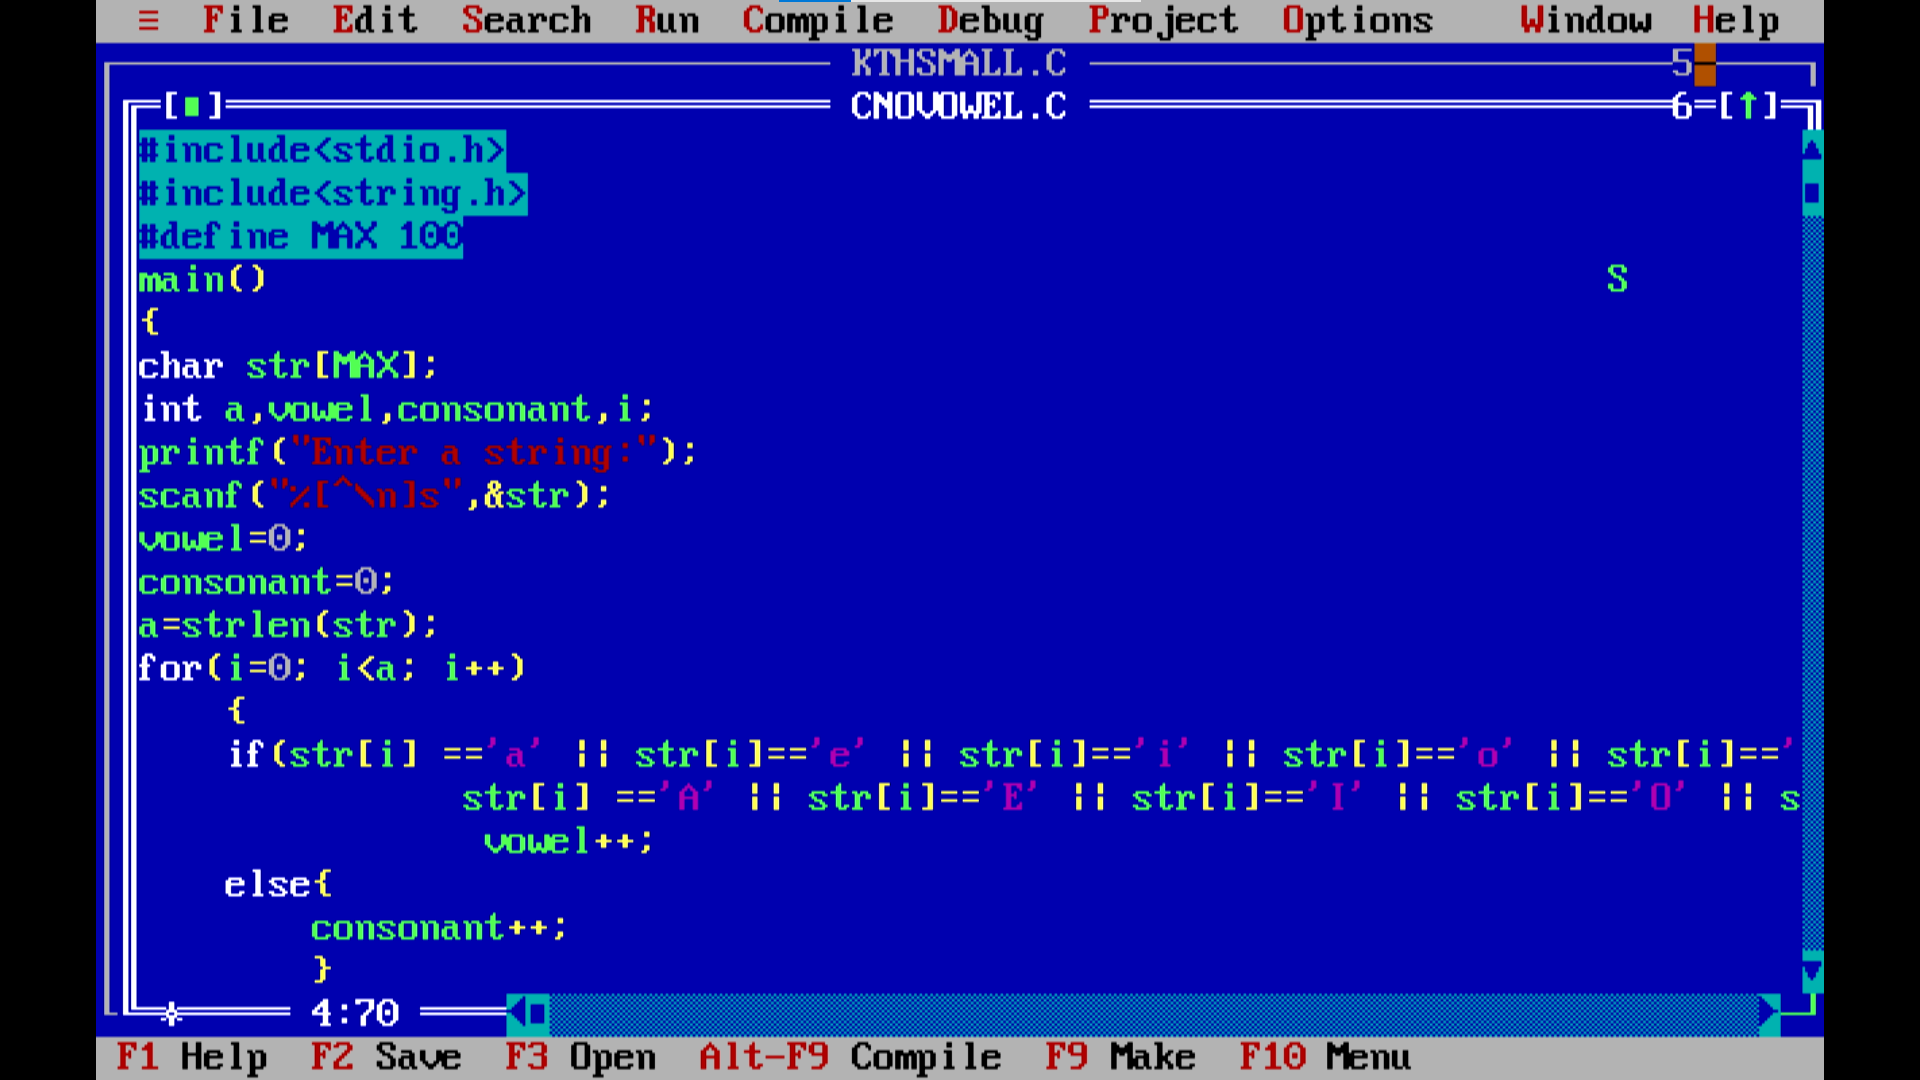 ≡ File Edit Search Run Compile Debug Project Options Window Help
KTHSMALL.C 5
[■] CNOVOWEL.C 6=[↑]
#include<stdio.h>
#include<string.h>
#define MAX 100
main() S
{
char str[MAX];
int a,vowel,consonant,i;
printf("Enter a string:");
scanf("%[^\n]s",&str);
vowel=0;
consonant=0;
a=strlen(str);
for(i=0; i<a; i++)
{
if(str[i] =='a' || str[i]=='e' || str[i]=='i' || str[i]=='o' || str[i]=='
str[i] =='A' || str[i]=='E' || str[i]=='I' || str[i]=='O' || s
vowel++;
else{
consonant++;
}
4:70
F1 Help F2 Save F3 Open Alt-F9 Compile F9 Make F10 Menu